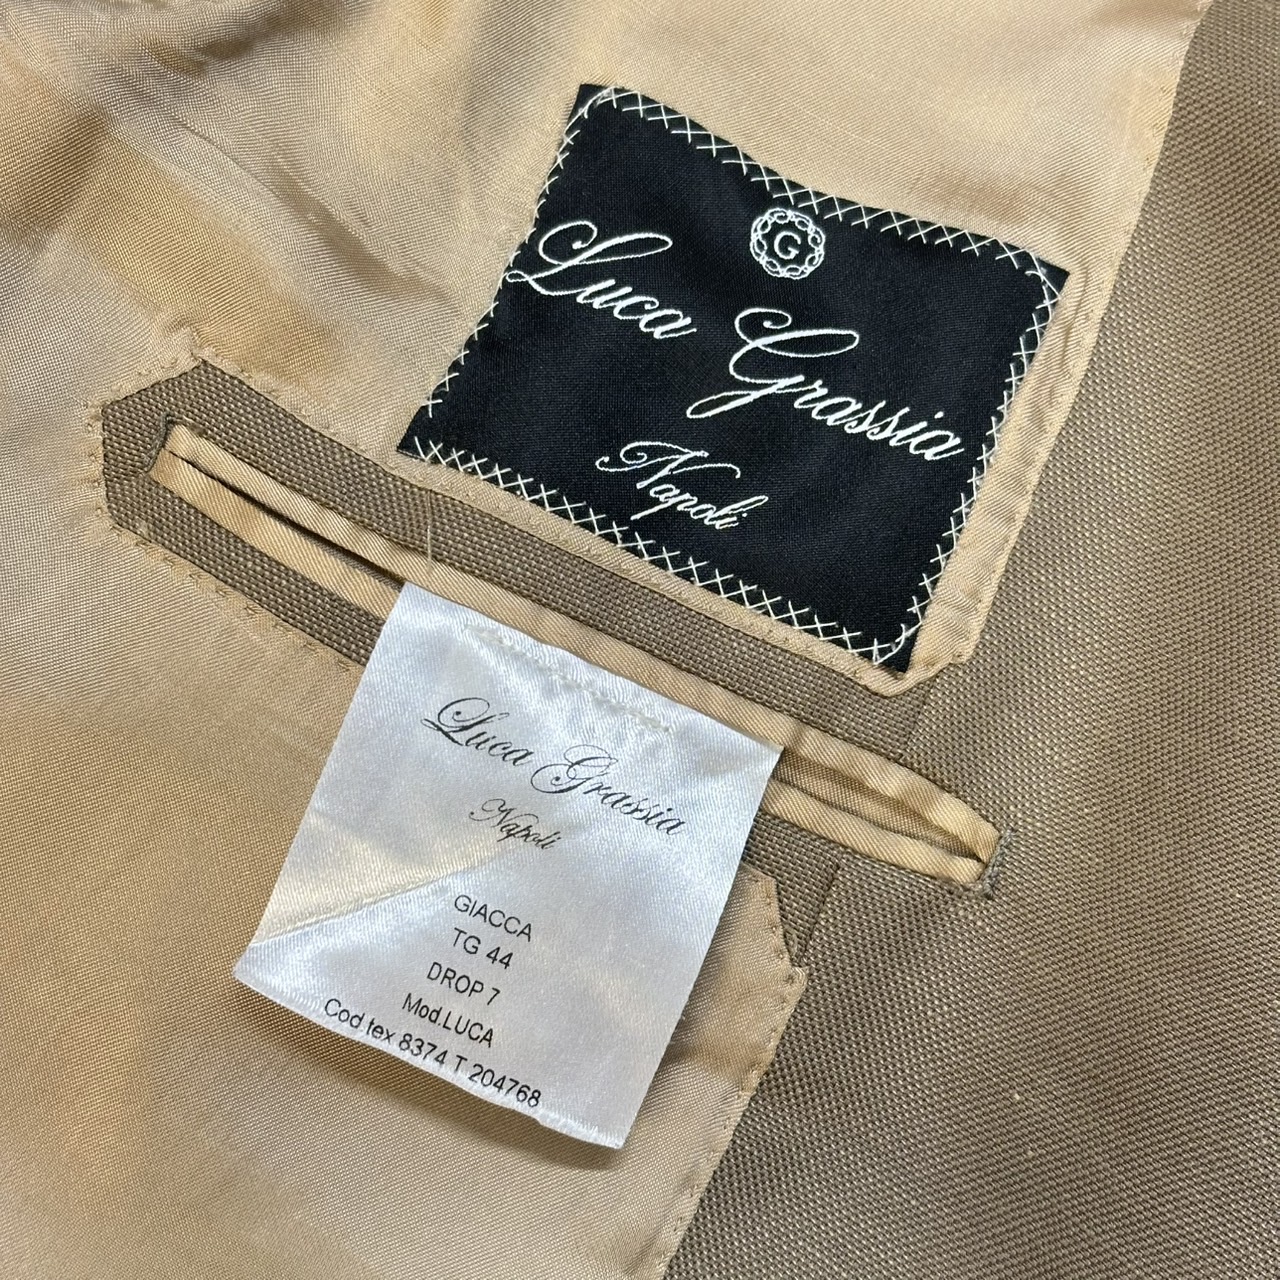 G
Luca Grassia
Napoli
Luca Grassia
Napoli
GIACCA
TG 44
DROP 7
Mod.LUCA
Cod.tex 8374 T 204768